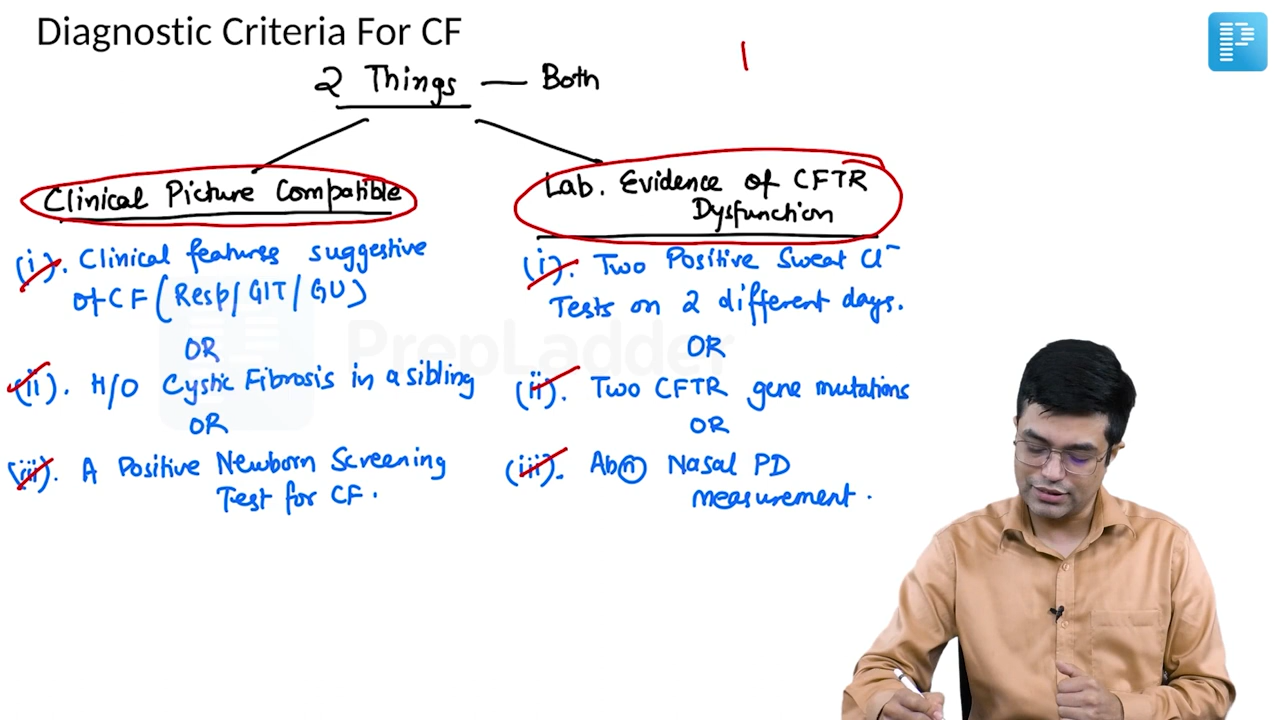 Diagnostic Criteria For CF
2 Things — Both
Clinical Picture Compatible
(i). Clinical features suggestive
of CF (Resp/GIT/GU)
OR
(ii). H/O Cystic Fibrosis in a sibling
OR
(iii). A Positive Newborn Screening
Test for CF.
Lab. Evidence of CFTR
Dysfunction
(i). Two Positive Sweat Cl⁻
Tests on 2 different days.
OR
(ii). Two CFTR gene mutations
OR
(iii). Abⓝ Nasal PD
measurement.
PrepLadder